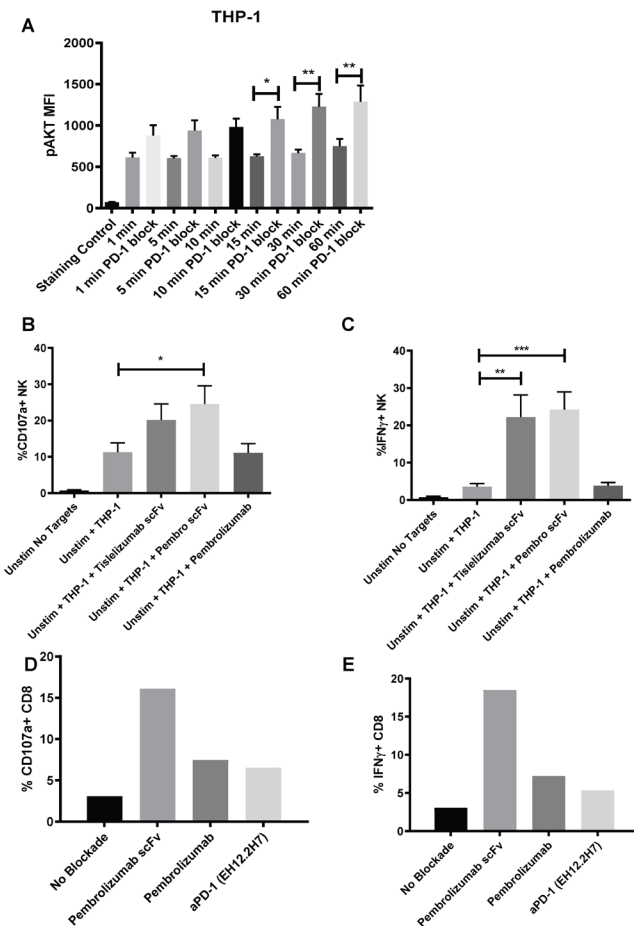 THP-1
A
pAKT MFI
2000
1500
1000
500
0
*
**
**
Staining Control
1 min
1 min PD-1 block
5 min
5 min PD-1 block
10 min
10 min PD-1 block
15 min
15 min PD-1 block
30 min
30 min PD-1 block
60 min
60 min PD-1 block
B
%CD107a+ NK
40
30
20
10
0
*
Unstim No Targets
Unstim + THP-1
Unstim + THP-1 + Tislelizumab scFv
Unstim + THP-1 + Pembro scFv
Unstim + THP-1 + Pembrolizumab
C
%IFNγ+ NK
40
30
20
10
0
***
**
Unstim No Targets
Unstim + THP-1
Unstim + THP-1 + Tislelizumab scFv
Unstim + THP-1 + Pembro scFv
Unstim + THP-1 + Pembrolizumab
D
% CD107a+ CD8
20
15
10
5
0
No Blockade
Pembrolizumab scFv
Pembrolizumab
aPD-1 (EH12.2H7)
E
% IFNγ+ CD8
20
15
10
5
0
No Blockade
Pembrolizumab scFv
Pembrolizumab
aPD-1 (EH12.2H7)